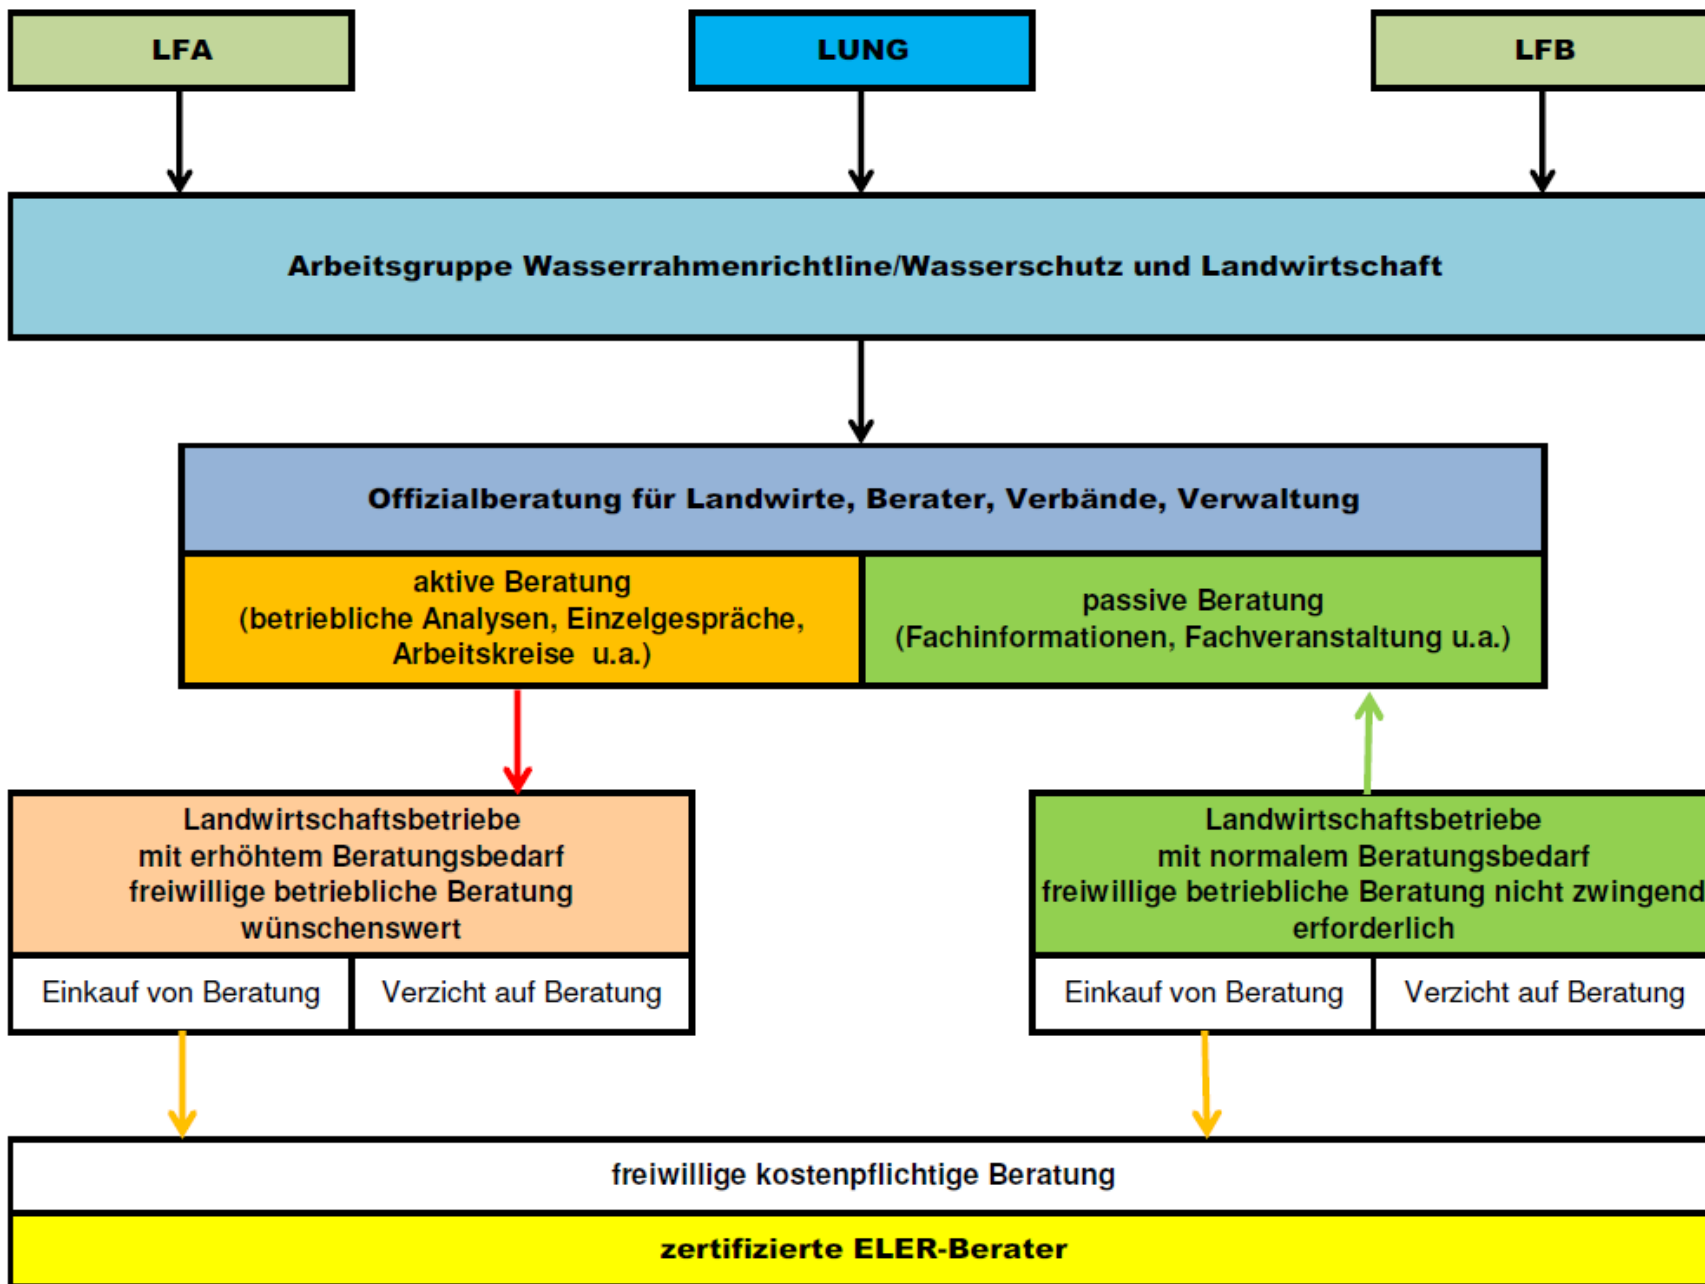 LFA
LUNG
LFB
Arbeitsgruppe Wasserrahmenrichtline/Wasserschutz und Landwirtschaft
Offizialberatung für Landwirte, Berater, Verbände, Verwaltung
aktive Beratung
(betriebliche Analysen, Einzelgespräche,
Arbeitskreise u.a.)
passive Beratung
(Fachinformationen, Fachveranstaltung u.a.)
Landwirtschaftsbetriebe
mit erhöhtem Beratungsbedarf
freiwillige betriebliche Beratung
wünschenswert
Einkauf von Beratung
Verzicht auf Beratung
Landwirtschaftsbetriebe
mit normalem Beratungsbedarf
freiwillige betriebliche Beratung nicht zwingend
erforderlich
Einkauf von Beratung
Verzicht auf Beratung
freiwillige kostenpflichtige Beratung
zertifizierte ELER-Berater